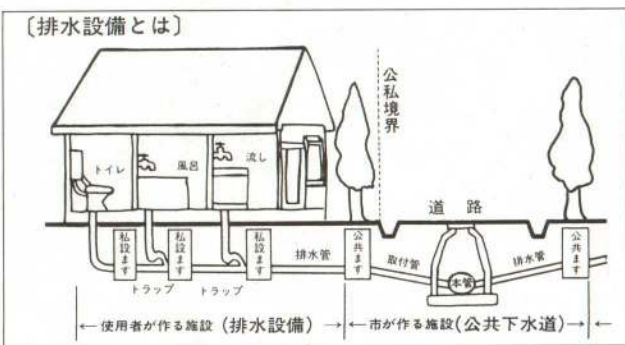 〔排水設備とは〕
公私境界
トイレ
風呂
流し
道路
私設ます
私設ます
私設ます
排水管
公共ます
取付管
本管
排水管
公共ます
トラップ
トラップ
使用者が作る施設(排水設備)
市が作る施設(公共下水道)